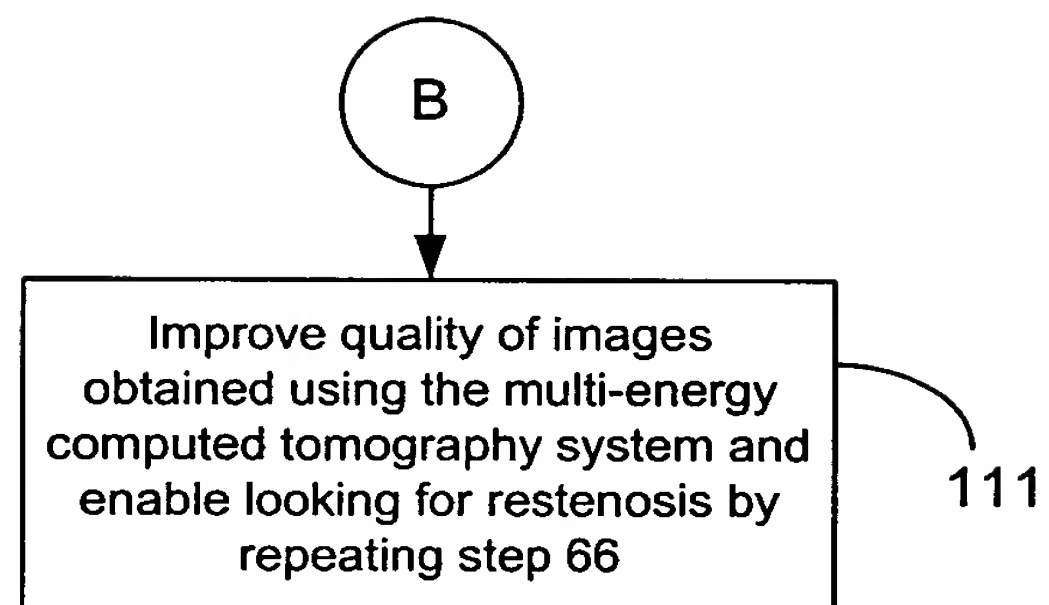 B
Improve quality of images
obtained using the multi-energy
computed tomography system and
enable looking for restenosis by
repeating step 66
111